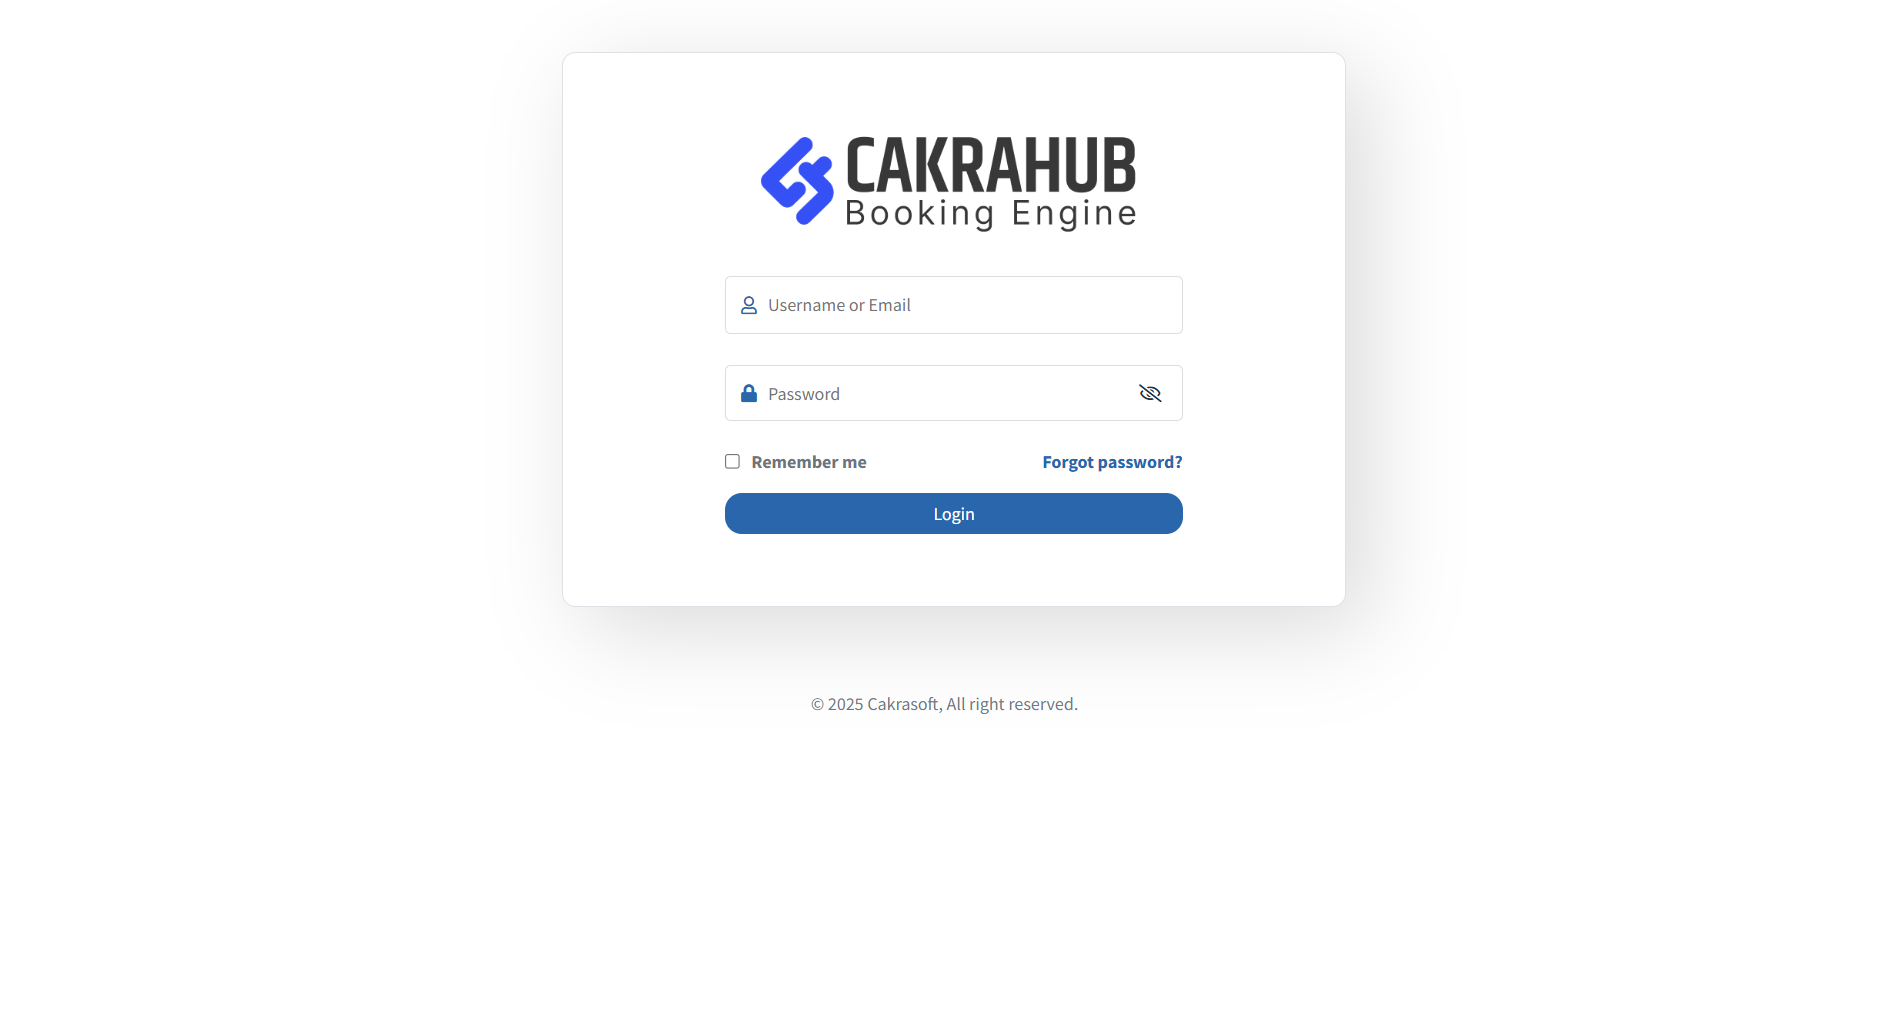 CAKRAHUB
Booking Engine
Username or Email
Password
Remember me Forgot password?
Login
© 2025 Cakrasoft, All right reserved.